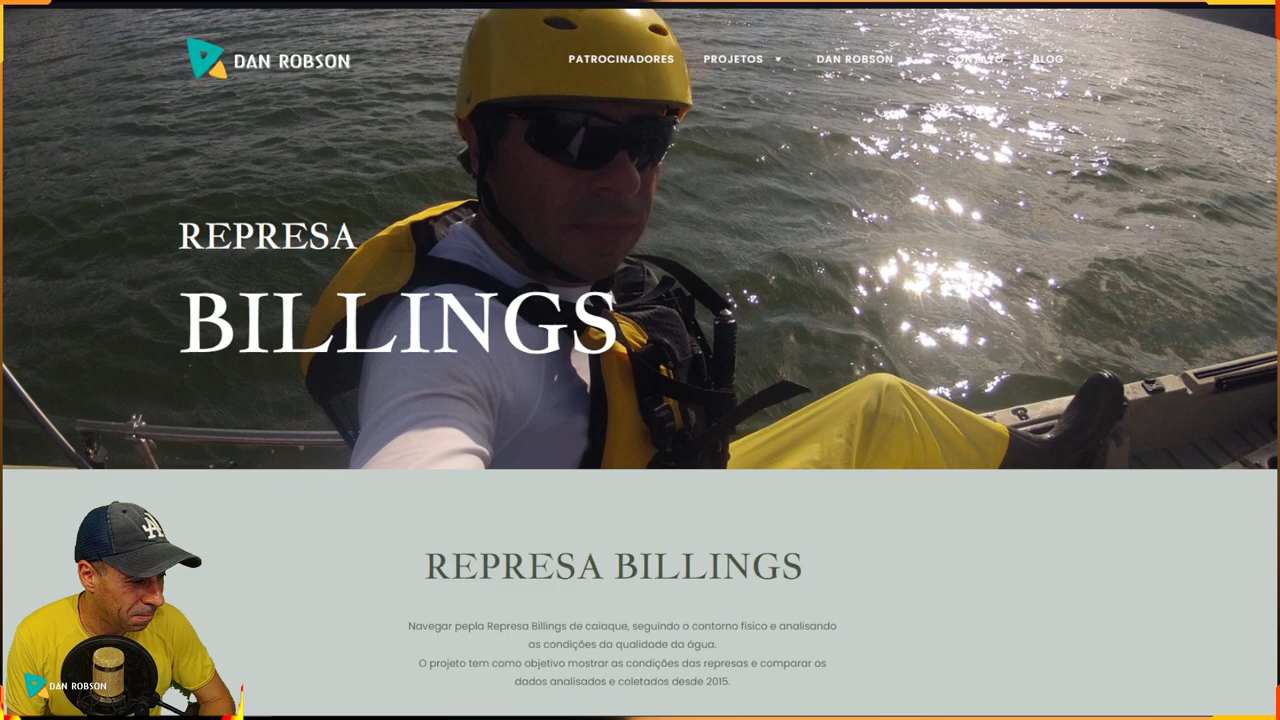 DAN ROBSON
PATROCINADORES PROJETOS DAN ROBSON CONTATO BLOG
REPRESA
BILLINGS
REPRESA BILLINGS
Navegar pepla Represa Billings de caiaque, seguindo o contorno físico e analisando
as condições da qualidade da água.
O projeto tem como objetivo mostrar as condições das represas e comparar os
dados analisados e coletados desde 2015.
A
DAN ROBSON